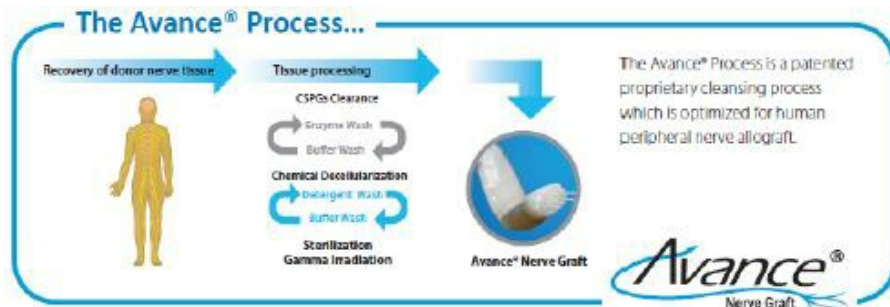 The Avance® Process...
Recovery of donor nerve tissue
Tissue processing
CSPGs Clearance
Enzyme Wash
Buffer Wash
Chemical Decellularization
Detergent Wash
Buffer Wash
Sterilization
Gamma Irradiation
Avance® Nerve Graft
The Avance® Process is a patented
proprietary cleansing process
which is optimized for human
peripheral nerve allograft.
Avance®
Nerve Graft